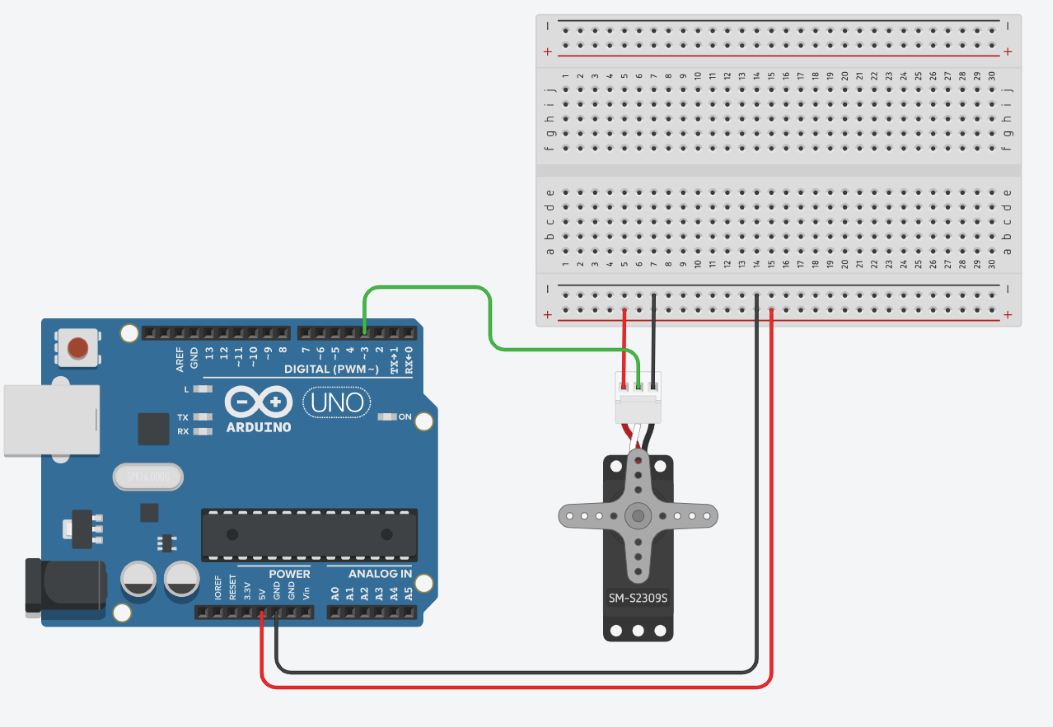 − −
+ +
1 2 3 4 5 6 7 8 9 10 11 12 13 14 15 16 17 18 19 20 21 22 23 24 25 26 27 28 29 30
j j
i i
h h
g g
f f
e e
d d
c c
b b
a a
1 2 3 4 5 6 7 8 9 10 11 12 13 14 15 16 17 18 19 20 21 22 23 24 25 26 27 28 29 30
− −
+ +
AREF GND 13 12 ~11 ~10 ~9 8 7 ~6 ~5 4 ~3 2 TX→1 RX←0
DIGITAL (PWM~)
L
TX
RX
UNO
ON
ARDUINO
POWER ANALOG IN
IOREF RESET 3.3V 5V GND GND Vin A0 A1 A2 A3 A4 A5
SM-S2309S